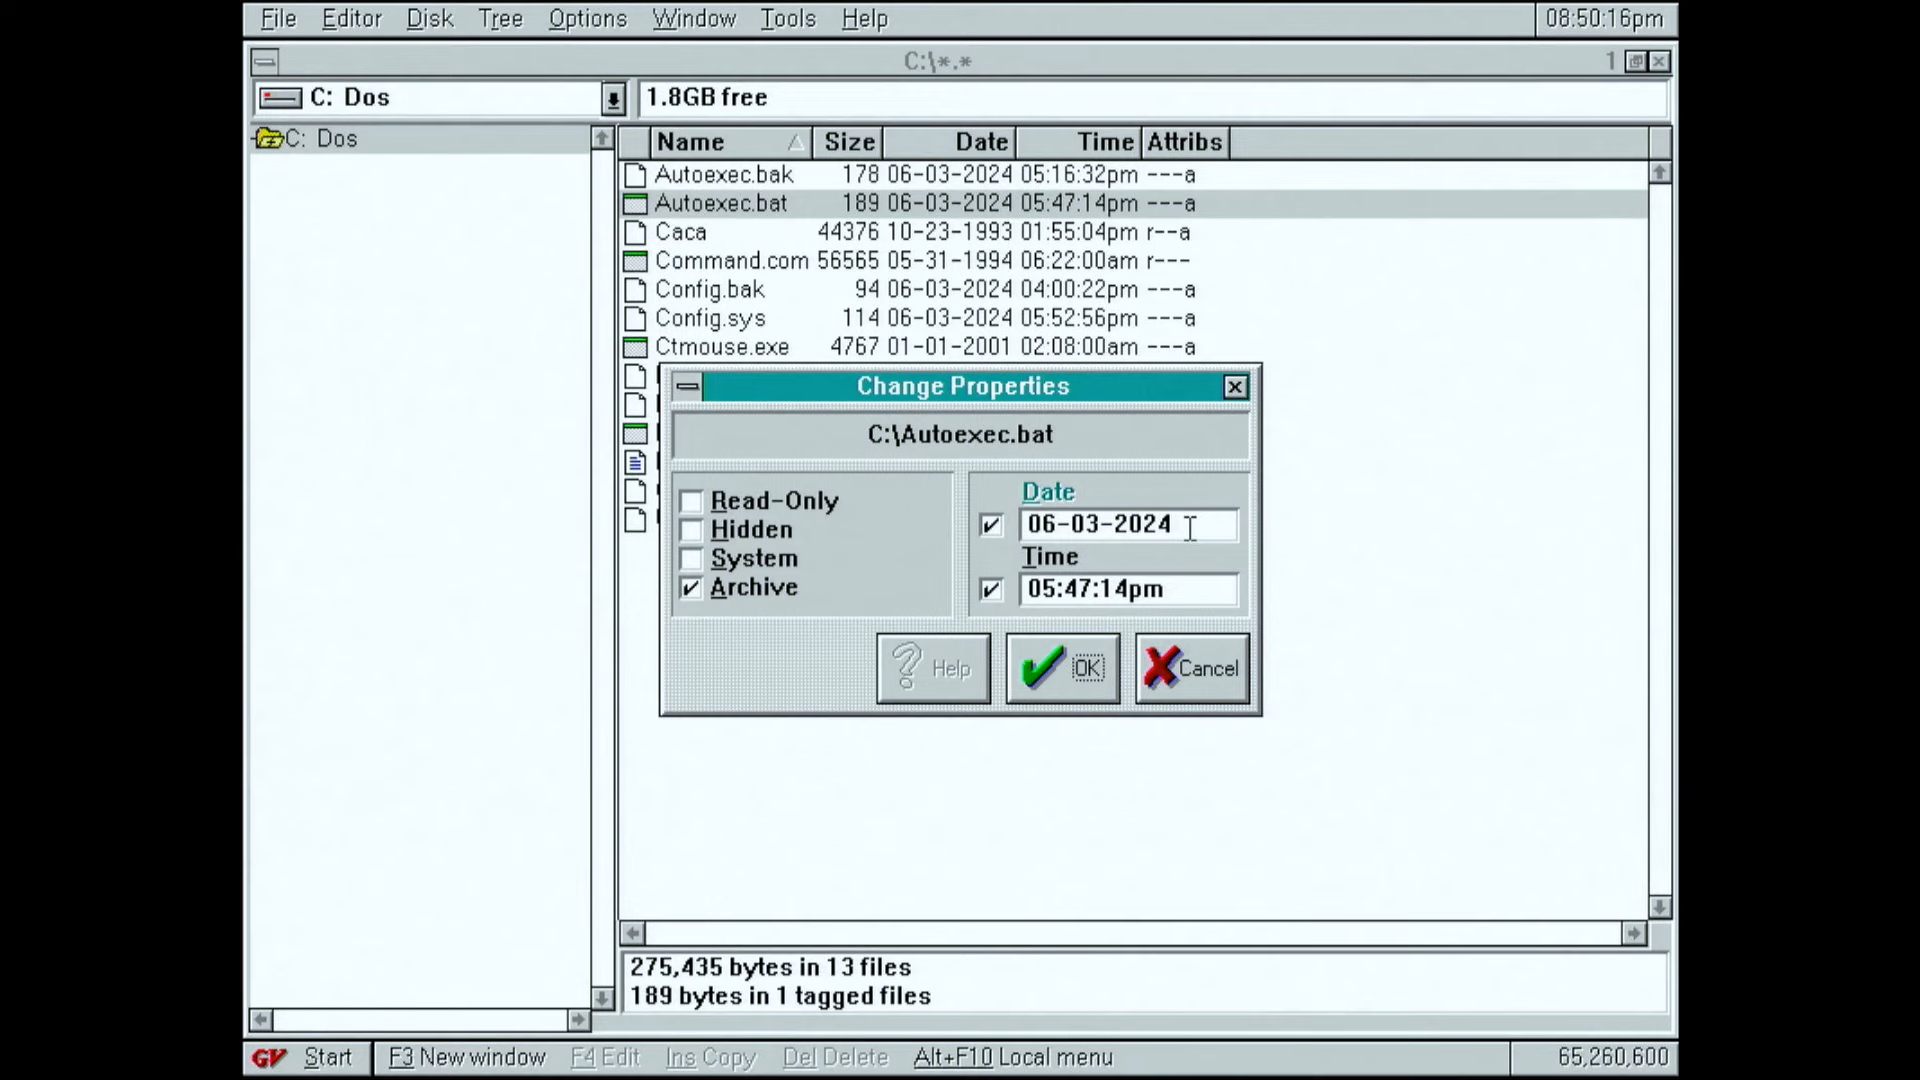 File Editor Disk Tree Options Window Tools Help 08:50:16pm
C:\*.* 1
C: Dos 1.8GB free
C: Dos
Name Size Date Time Attribs
Autoexec.bak 178 06-03-2024 05:16:32pm ---a
Autoexec.bat 189 06-03-2024 05:47:14pm ---a
Caca 44376 10-23-1993 01:55:04pm r--a
Command.com 56565 05-31-1994 06:22:00am r---
Config.bak 94 06-03-2024 04:00:22pm ---a
Config.sys 114 06-03-2024 05:52:56pm ---a
Ctmouse.exe 4767 01-01-2001 02:08:00am ---a
Change Properties
C:\Autoexec.bat
Read-Only
Hidden
System
Archive
Date
06-03-2024
Time
05:47:14pm
Help OK Cancel
275,435 bytes in 13 files
189 bytes in 1 tagged files
GV Start F3 New window F4 Edit Ins Copy Del Delete Alt+F10 Local menu 65,260,600